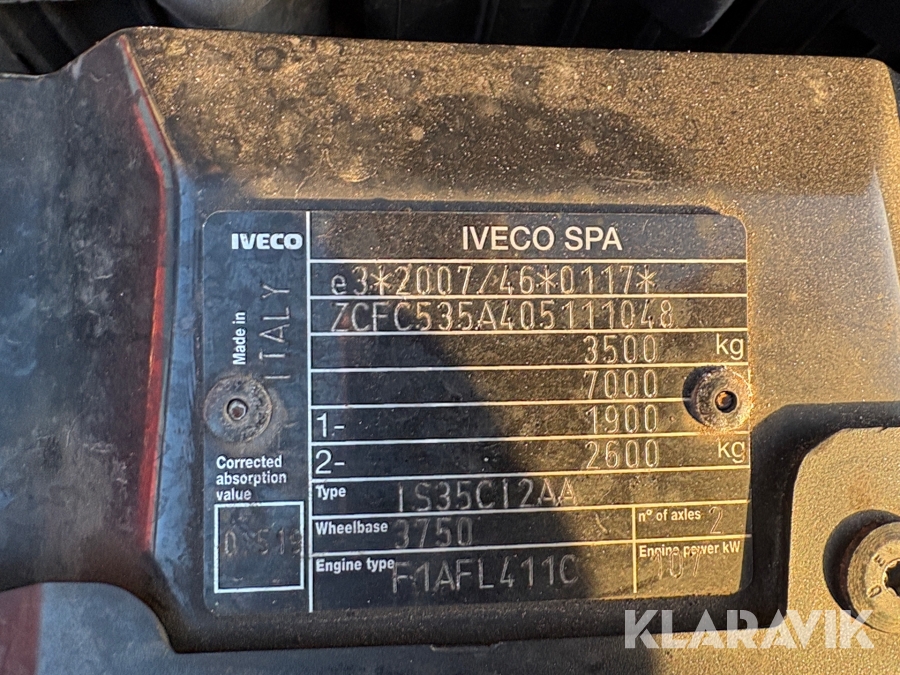 IVECO
IVECO SPA
e3*2007/46*0117*
ZCFC535A405111048
3500 kg
7000
1- 1900
2- 2600 kg
Made in
ITALY
Corrected
absorption
value
Type IS35CI2AA
Wheelbase 3750
n° of axles 2
Engine type F1AFL411C
Engine power kW
107
KLARAVIK